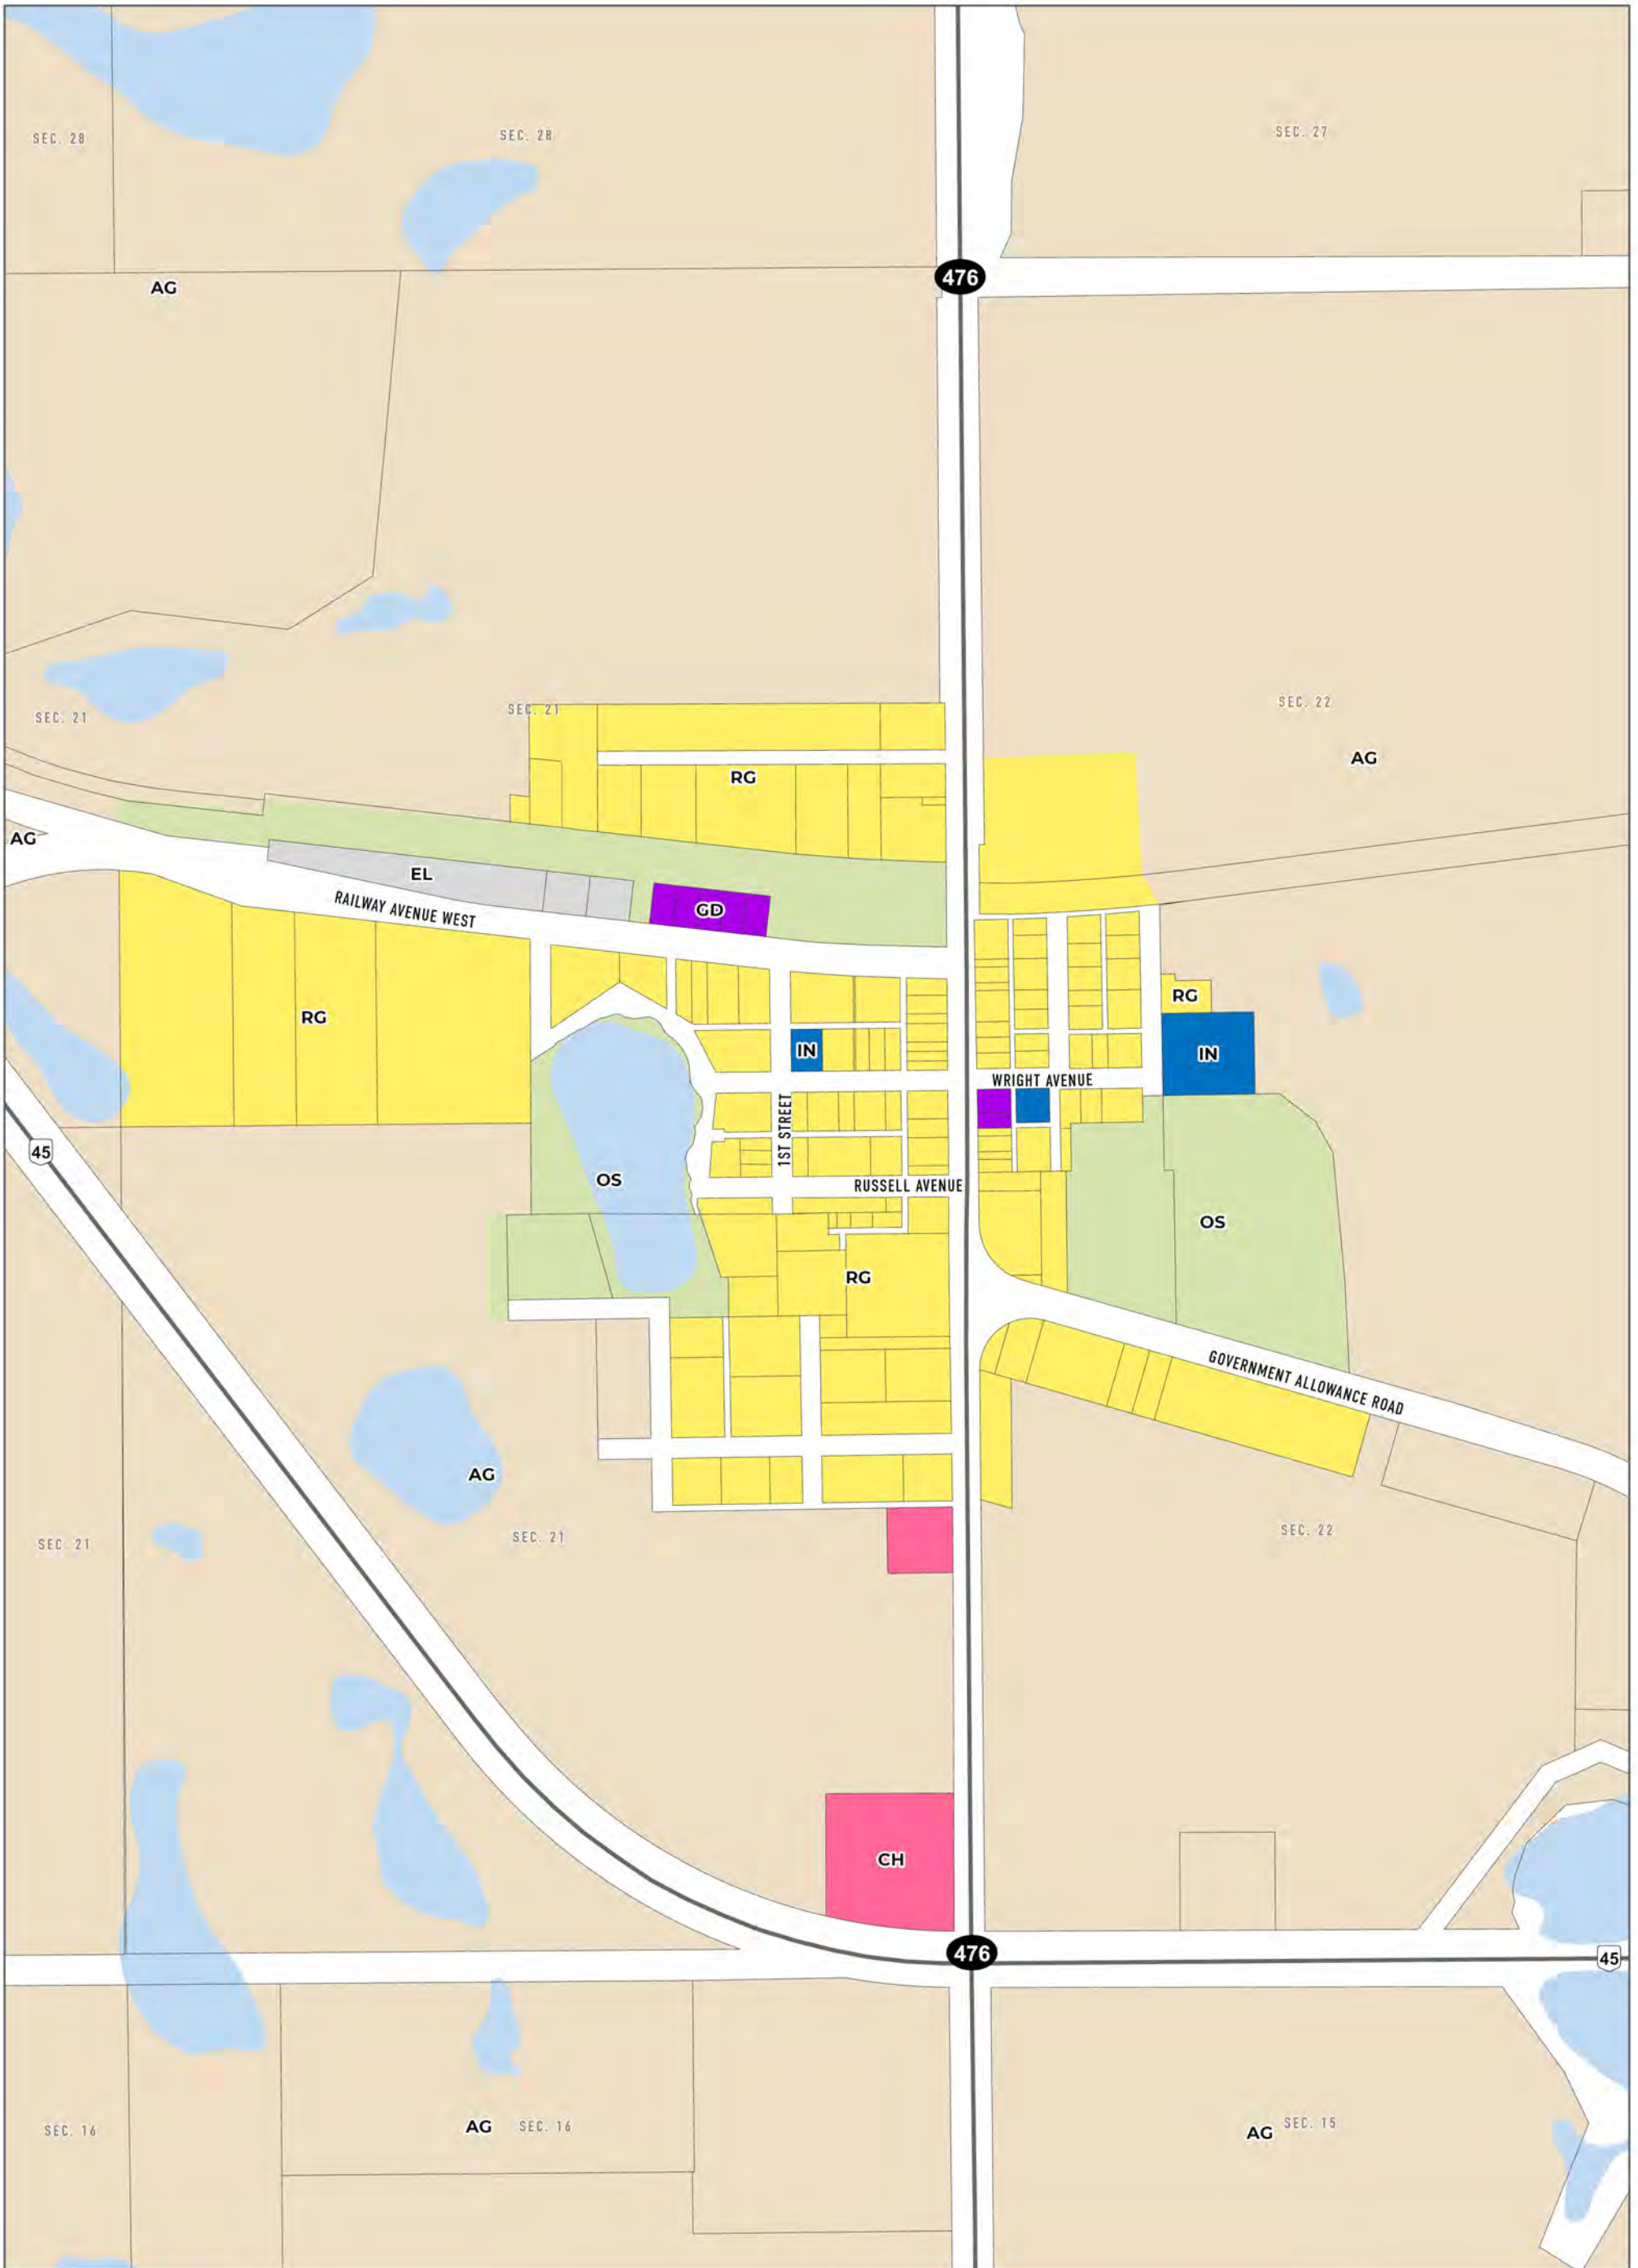 SEC. 28
SEC. 28
SEC. 27
476
AG
SEC. 21
SEC. 21
SEC. 22
AG
RG
AG
EL
RAILWAY AVENUE WEST
GD
RG
RG
IN
IN
WRIGHT AVENUE
1ST STREET
45
OS
RUSSELL AVENUE
OS
RG
GOVERNMENT ALLOWANCE ROAD
AG
SEC. 21
SEC. 21
SEC. 22
CH
476
45
SEC. 16
AG
SEC. 16
AG
SEC. 15